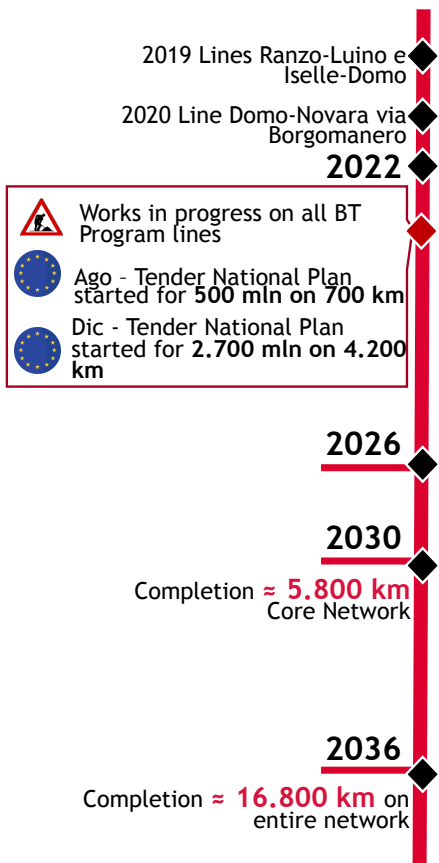 2019 Lines Ranzo-Luino e
Iselle-Domo
2020 Line Domo-Novara via
Borgomanero
2022
Works in progress on all BT
Program lines
Ago - Tender National Plan
started for 500 mln on 700 km
Dic - Tender National Plan
started for 2.700 mln on 4.200
km
2026
2030
Completion ≈ 5.800 km
Core Network
2036
Completion ≈ 16.800 km on
entire network